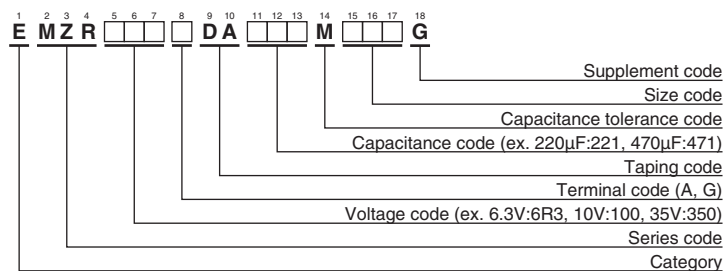 1 2 3 4 5 6 7 8 9 10 11 12 13 14 15 16 17 18
E M Z R □□□ □ D A □□□ M □□□ G
Supplement code
Size code
Capacitance tolerance code
Capacitance code (ex. 220μF:221, 470μF:471)
Taping code
Terminal code (A, G)
Voltage code (ex. 6.3V:6R3, 10V:100, 35V:350)
Series code
Category